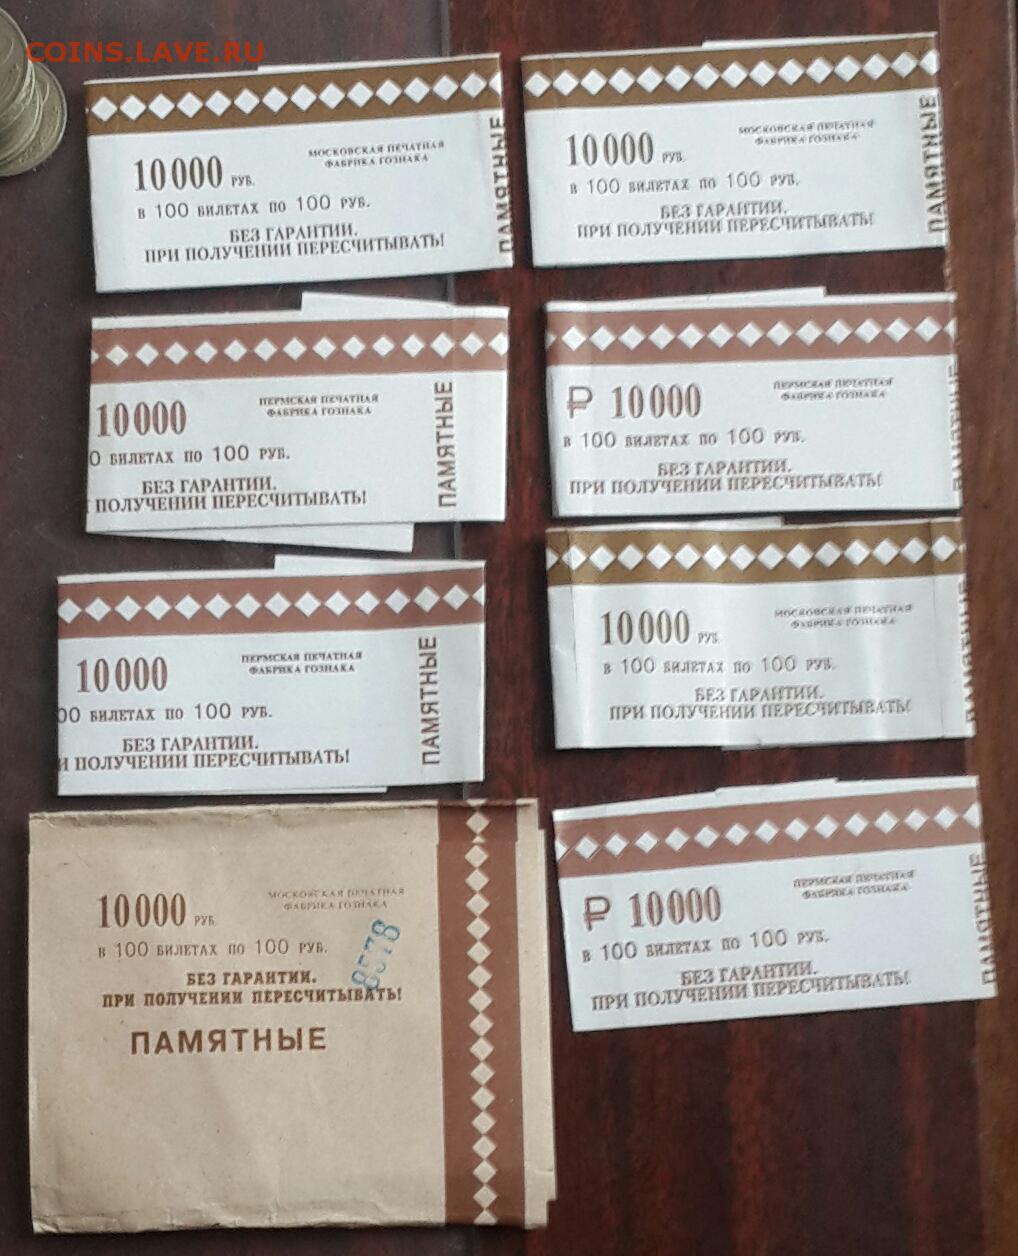 COINS.LAVE.RU
10000 РУБ.
МОСКОВСКАЯ ПЕЧАТНАЯ
ФАБРИКА ГОЗНАКА
В 100 БИЛЕТАХ ПО 100 РУБ.
БЕЗ ГАРАНТИИ.
ПРИ ПОЛУЧЕНИИ ПЕРЕСЧИТЫВАТЬ!
ПАМЯТНЫЕ
10000 РУБ.
МОСКОВСКАЯ ПЕЧАТНАЯ
ФАБРИКА ГОЗНАКА
В 100 БИЛЕТАХ ПО 100 РУБ.
БЕЗ ГАРАНТИИ.
ПРИ ПОЛУЧЕНИИ ПЕРЕСЧИТЫВАТЬ!
ПАМЯТНЫЕ
10000
ПЕРМСКАЯ ПЕЧАТНАЯ
ФАБРИКА ГОЗНАКА
0 БИЛЕТАХ ПО 100 РУБ.
БЕЗ ГАРАНТИИ.
ПОЛУЧЕНИИ ПЕРЕСЧИТЫВАТЬ!
ПАМЯТНЫЕ
₽ 10000
ПЕРМСКАЯ ПЕЧАТНАЯ
ФАБРИКА ГОЗНАКА
В 100 БИЛЕТАХ ПО 100 РУБ.
БЕЗ ГАРАНТИИ.
ПРИ ПОЛУЧЕНИИ ПЕРЕСЧИТЫВАТЬ!
10000
ПЕРМСКАЯ ПЕЧАТНАЯ
ФАБРИКА ГОЗНАКА
00 БИЛЕТАХ ПО 100 РУБ.
БЕЗ ГАРАНТИИ.
И ПОЛУЧЕНИИ ПЕРЕСЧИТЫВАТЬ!
ПАМЯТНЫЕ
10000 РУБ.
МОСКОВСКАЯ ПЕЧАТНАЯ
ФАБРИКА ГОЗНАКА
В 100 БИЛЕТАХ ПО 100 РУБ.
БЕЗ ГАРАНТИИ.
ПРИ ПОЛУЧЕНИИ ПЕРЕСЧИТЫВАТЬ!
10000 РУБ.
МОСКОВСКАЯ ПЕЧАТНАЯ
ФАБРИКА ГОЗНАКА
В 100 БИЛЕТАХ ПО 100 РУБ.
8578
БЕЗ ГАРАНТИИ.
ПРИ ПОЛУЧЕНИИ ПЕРЕСЧИТЫВАТЬ!
ПАМЯТНЫЕ
₽ 10000
ПЕРМСКАЯ ПЕЧАТНАЯ
ФАБРИКА ГОЗНАКА
В 100 БИЛЕТАХ ПО 100 РУБ.
БЕЗ ГАРАНТИИ.
ПРИ ПОЛУЧЕНИИ ПЕРЕСЧИТЫВАТЬ!
ПАМЯТНЫЕ